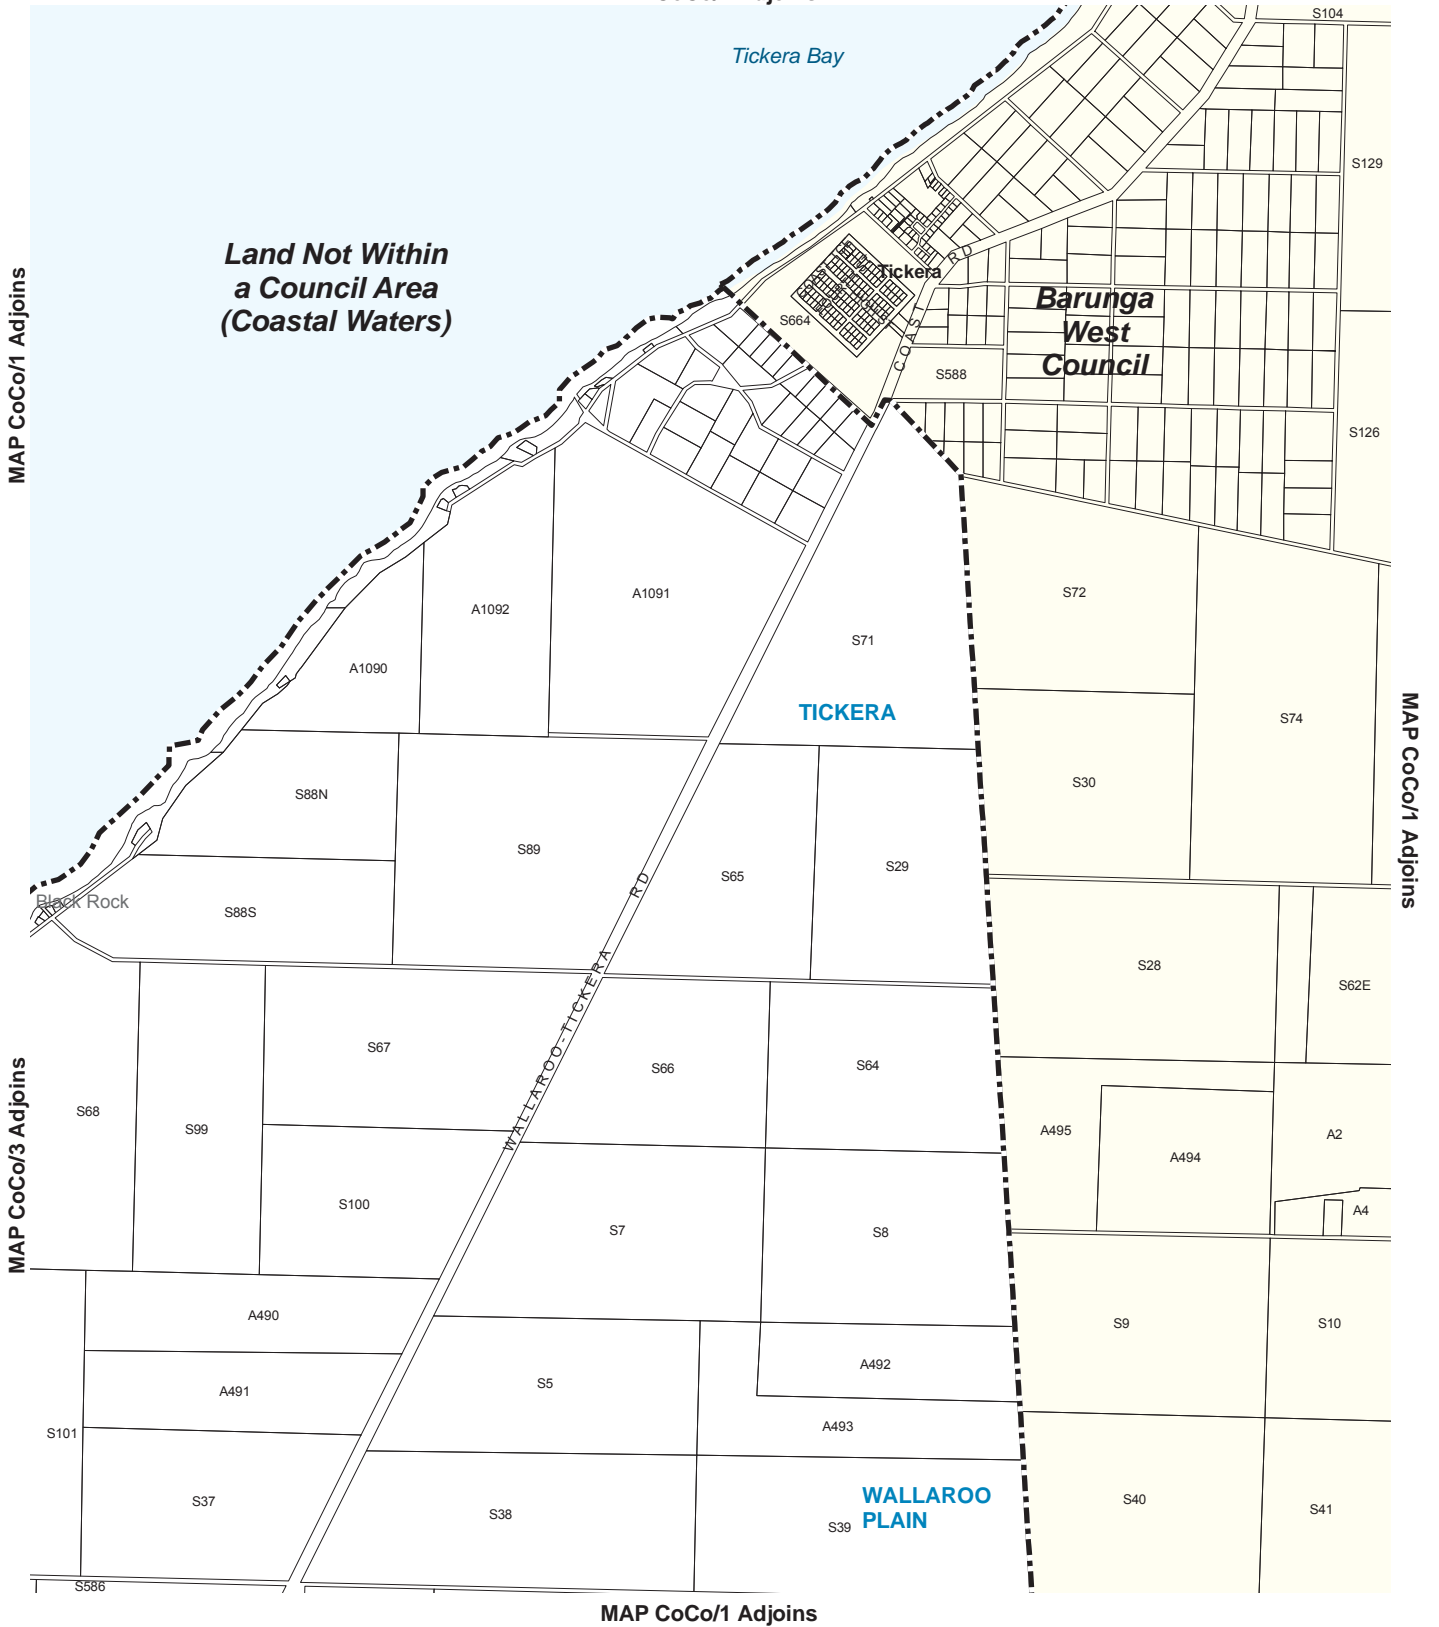 Tickera Bay
S104
S129
Land Not Within
a Council Area
(Coastal Waters)
MAP CoCo/1 Adjoins
Tickera
COAST RD
Barunga
West
Council
S664
S588
S126
A1092
A1091
A1090
S71
S72
TICKERA
S74
MAP CoCo/1 Adjoins
S30
S88N
S89
S65
S29
Black Rock
S88S
WALLAROO-TICKERA RD
S28
S62E
S67
S66
S64
MAP CoCo/3 Adjoins
S68
S99
A495
A494
A2
S100
S7
S8
A4
A490
S9
S10
A492
A491
S5
S101
A493
S37
S38
S39
WALLAROO
PLAIN
S40
S41
S586
MAP CoCo/1 Adjoins